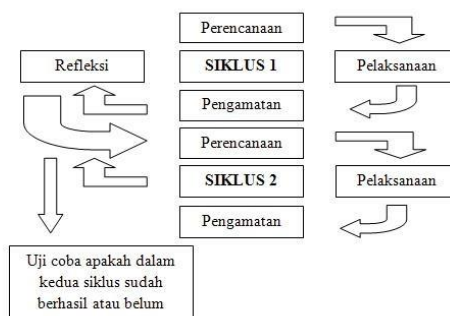 Perencanaan
Refleksi
SIKLUS 1
Pelaksanaan
Pengamatan
Perencanaan
SIKLUS 2
Pelaksanaan
Pengamatan
Uji coba apakah dalam
kedua siklus sudah
berhasil atau belum